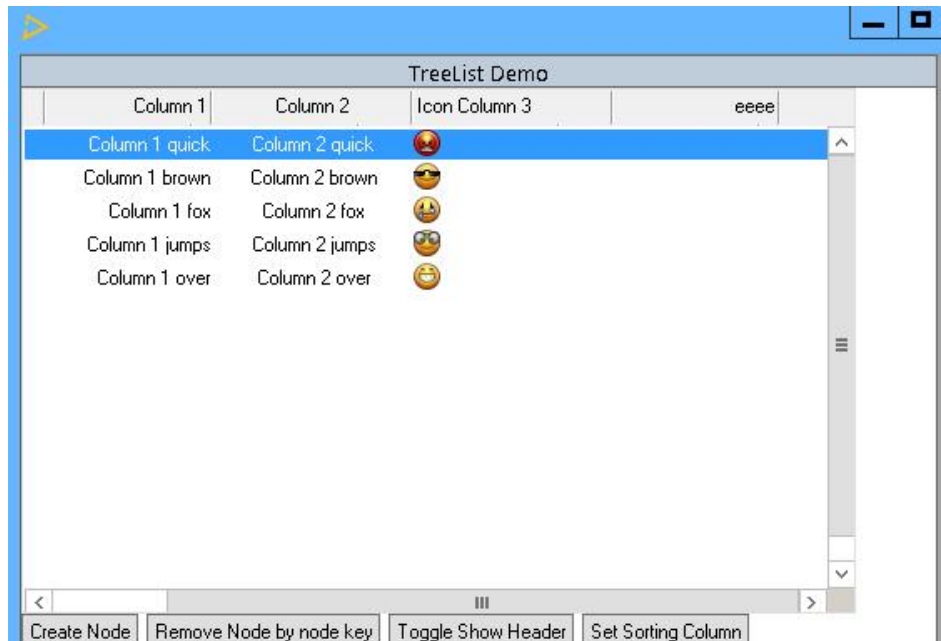 TreeList Demo
Column 1 Column 2 Icon Column 3 eeee
Column 1 quick Column 2 quick
Column 1 brown Column 2 brown
Column 1 fox Column 2 fox
Column 1 jumps Column 2 jumps
Column 1 over Column 2 over
Create Node Remove Node by node key Toggle Show Header Set Sorting Column